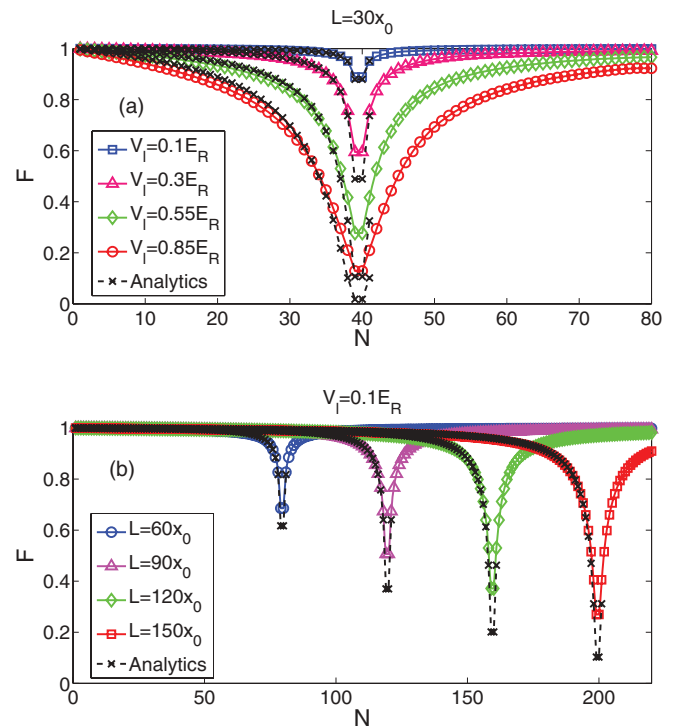 L=30x₀
1
0.8
0.6
0.4
0.2
0
F
(a)
V_I=0.1E_R
V_I=0.3E_R
V_I=0.55E_R
V_I=0.85E_R
Analytics
0 10 20 30 40 50 60 70 80
N
V_I=0.1E_R
1
0.8
0.6
0.4
0.2
0
F
(b)
L=60x₀
L=90x₀
L=120x₀
L=150x₀
Analytics
0 50 100 150 200
N